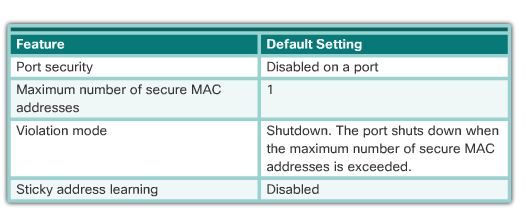 Feature Default Setting
Port security Disabled on a port
Maximum number of secure MAC 1
addresses
Violation mode Shutdown. The port shuts down when
the maximum number of secure MAC
addresses is exceeded.
Sticky address learning Disabled